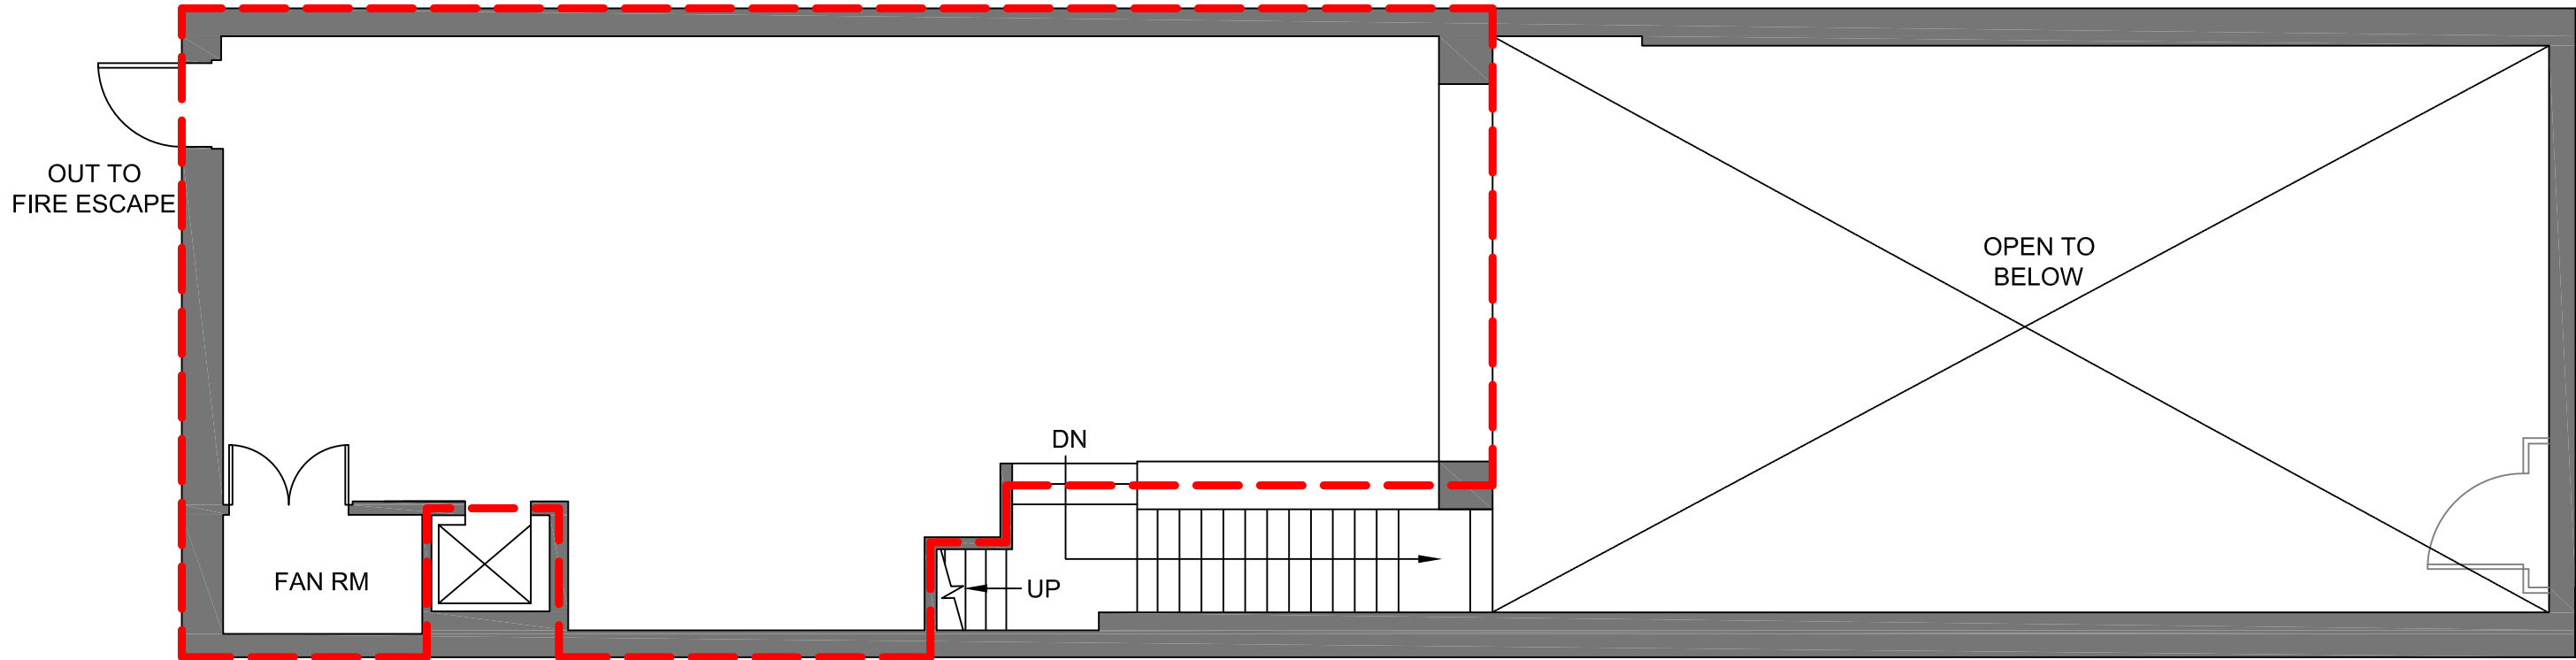 OUT TO
FIRE ESCAPE
OPEN TO
BELOW
DN
FAN RM
UP